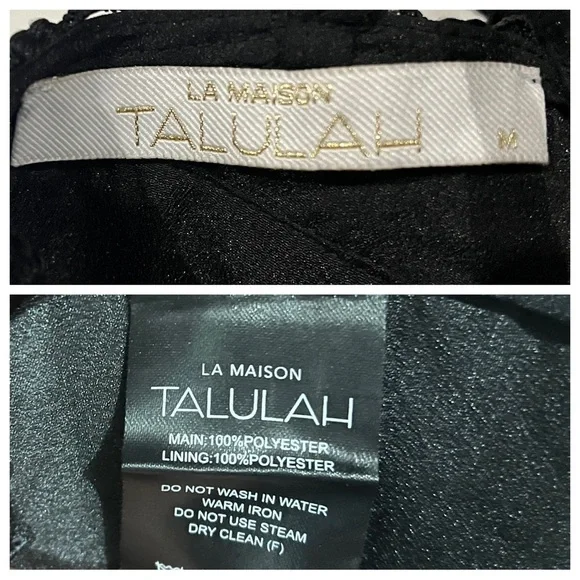 LA MAISON
TALULAH
M
LA MAISON
TALULAH
MAIN:100%POLYESTER
LINING:100%POLYESTER
DO NOT WASH IN WATER
WARM IRON
DO NOT USE STEAM
DRY CLEAN (F)